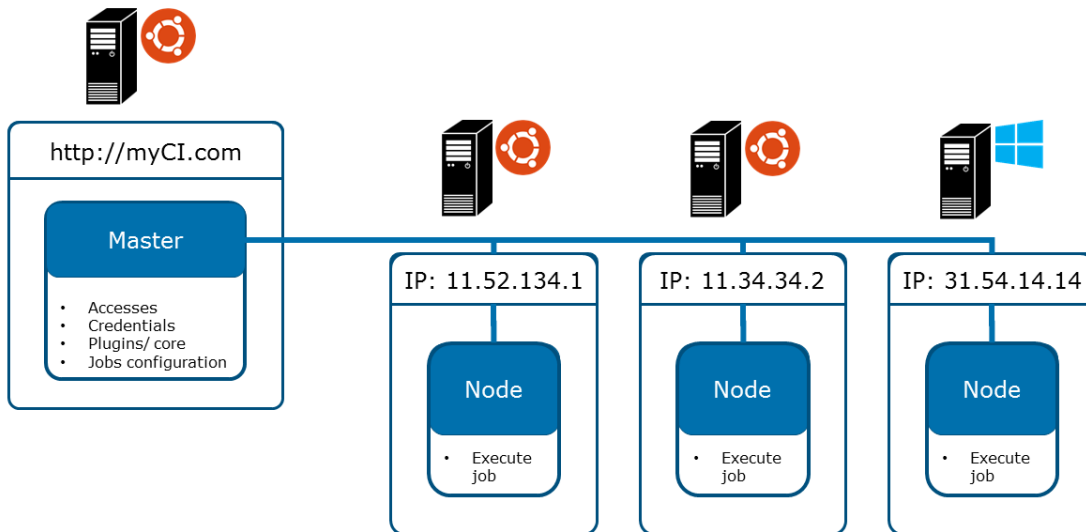 http://myCI.com
Master
• Accesses
• Credentials
• Plugins/ core
• Jobs configuration
IP: 11.52.134.1
Node
• Execute
job
IP: 11.34.34.2
Node
• Execute
job
IP: 31.54.14.14
Node
• Execute
job